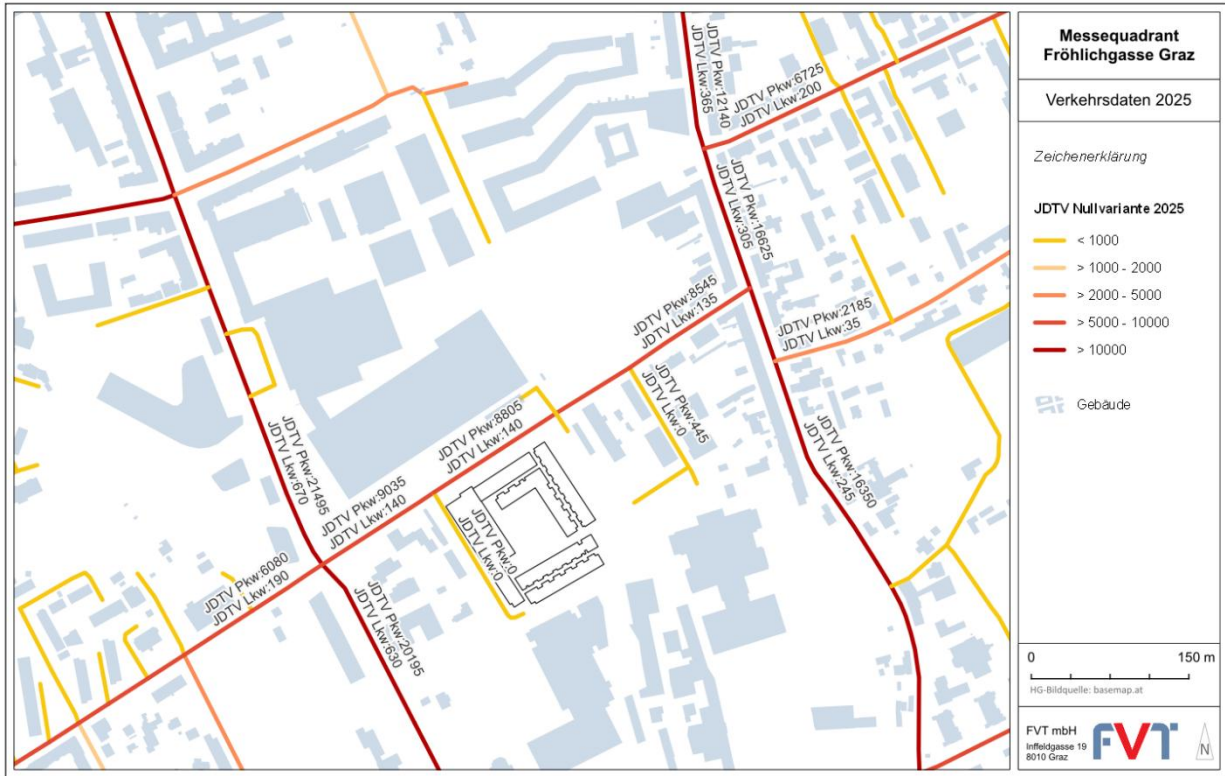 JDTV Pkw:12140
JDTV Lkw:365
JDTV Pkw:6725
JDTV Lkw:200
JDTV Pkw:16625
JDTV Lkw:305
JDTV Pkw:8545
JDTV Lkw:135
JDTV Pkw:2185
JDTV Lkw:35
JDTV Pkw:445
JDTV Lkw:0
JDTV Pkw:8805
JDTV Lkw:140
JDTV Pkw:21495
JDTV Lkw:670
JDTV Pkw:9035
JDTV Lkw:140
JDTV Pkw:16350
JDTV Lkw:245
JDTV Pkw:0
JDTV Lkw:0
JDTV Pkw:6080
JDTV Lkw:190
JDTV Pkw:20195
JDTV Lkw:630
Messequadrant
Fröhlichgasse Graz
Verkehrsdaten 2025
Zeichenerklärung
JDTV Nullvariante 2025
< 1000
> 1000 - 2000
> 2000 - 5000
> 5000 - 10000
> 10000
Gebäude
0 150 m
HG-Bildquelle: basemap.at
FVT mbH
Inffeldgasse 19
8010 Graz
FVT
N